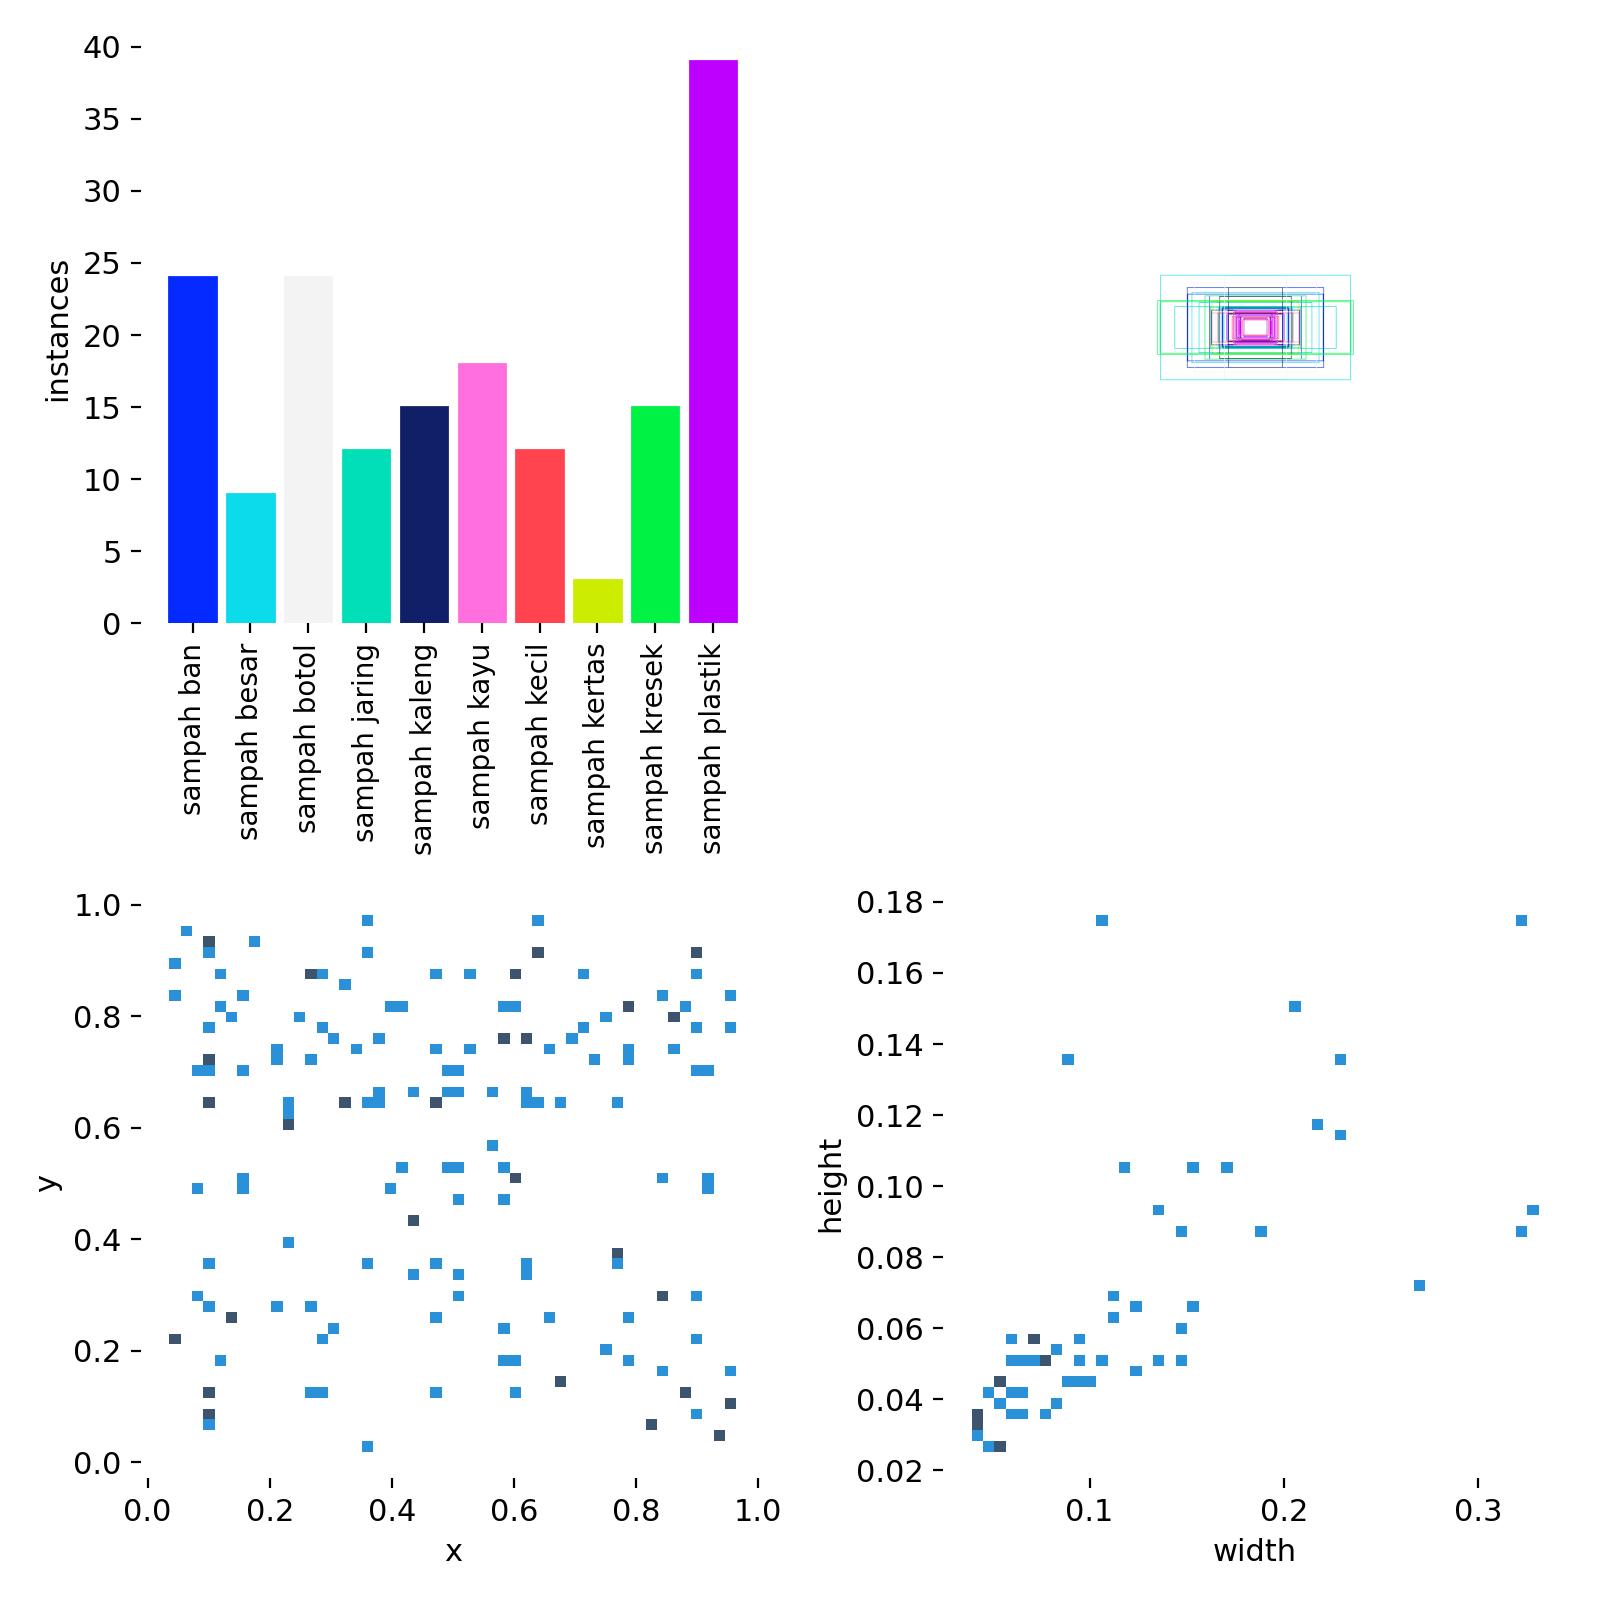 40
35
30
25
20
15
10
5
0
instances
sampah ban
sampah besar
sampah botol
sampah jaring
sampah kaleng
sampah kayu
sampah kecil
sampah kertas
sampah kresek
sampah plastik
1.0
0.8
0.6
0.4
0.2
0.0
y
0.0 0.2 0.4 0.6 0.8 1.0
x
0.18
0.16
0.14
0.12
0.10
0.08
0.06
0.04
0.02
height
0.1 0.2 0.3
width